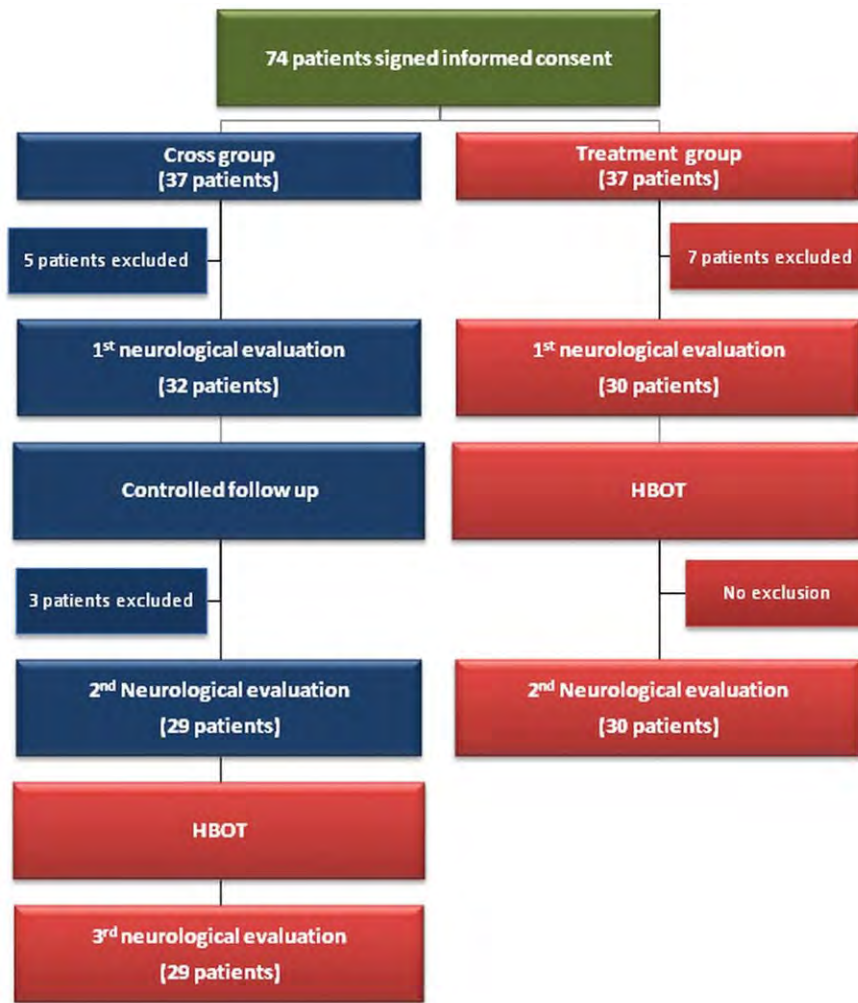 74 patients signed informed consent
Cross group
(37 patients)
Treatment group
(37 patients)
5 patients excluded
7 patients excluded
1st neurological evaluation
(32 patients)
1st neurological evaluation
(30 patients)
Controlled follow up
HBOT
3 patients excluded
No exclusion
2nd Neurological evaluation
(29 patients)
2nd Neurological evaluation
(30 patients)
HBOT
3rd neurological evaluation
(29 patients)